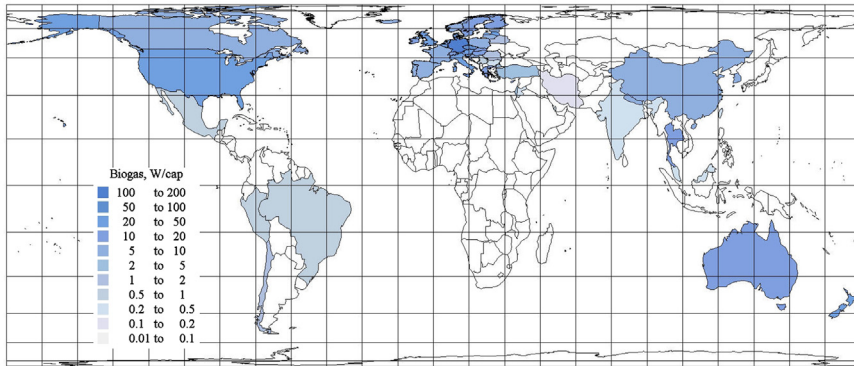 Biogas, W/cap
100 to 200
50 to 100
20 to 50
10 to 20
5 to 10
2 to 5
1 to 2
0.5 to 1
0.2 to 0.5
0.1 to 0.2
0.01 to 0.1